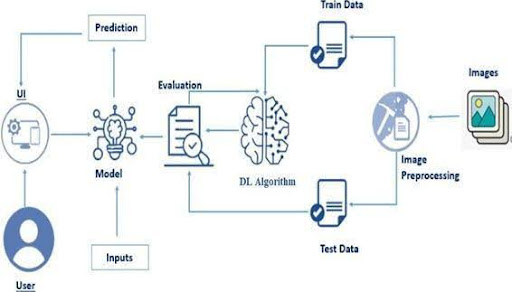 Train Data
Prediction
Images
UI
Evaluation
Model
DL Algorithm
Image
Preprocessing
Test Data
Inputs
User